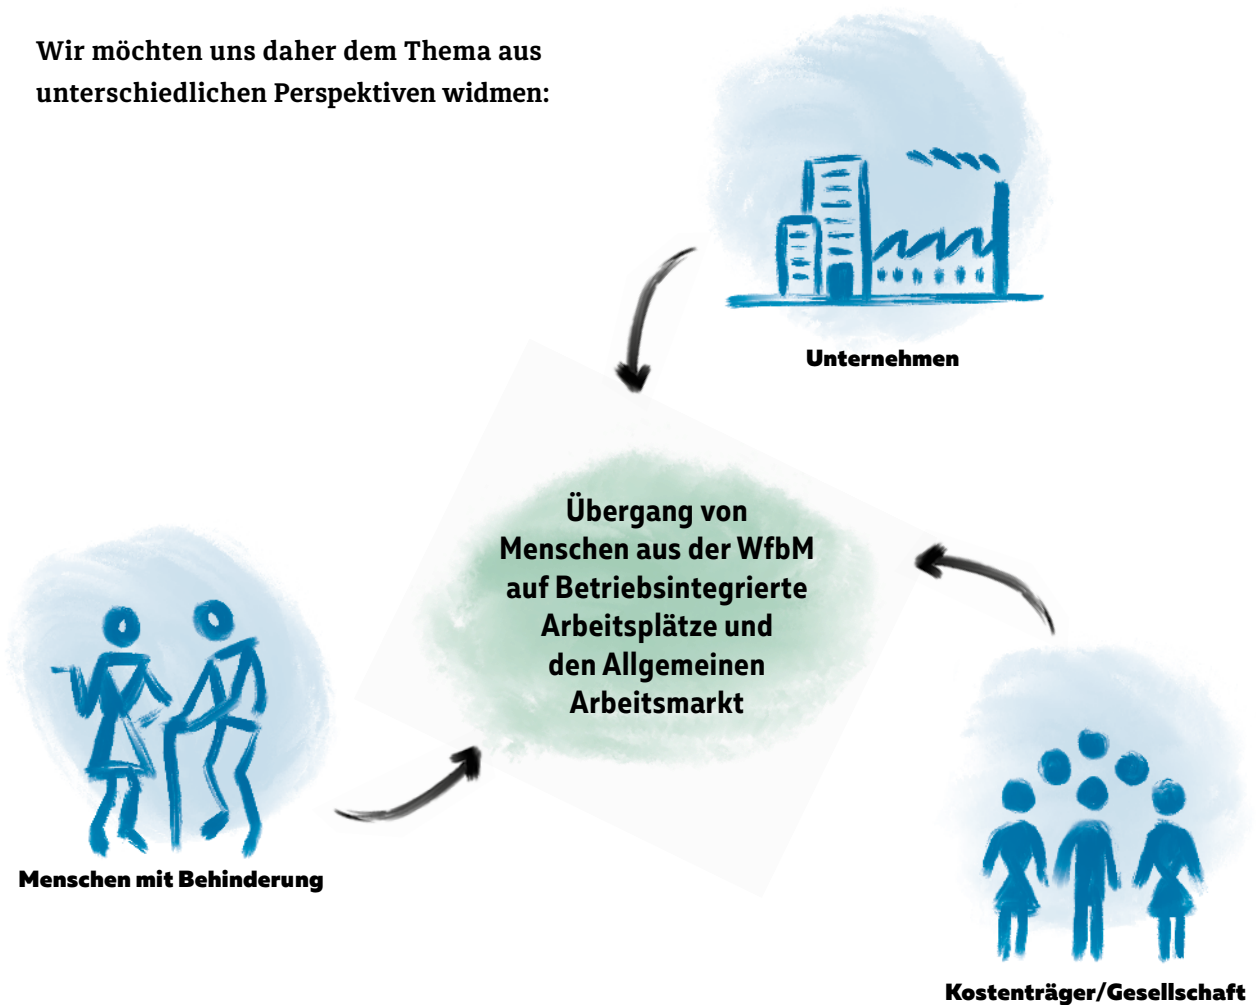 Wir möchten uns daher dem Thema aus
unterschiedlichen Perspektiven widmen:
Unternehmen
Übergang von
Menschen aus der WfbM
auf Betriebsintegrierte
Arbeitsplätze und
den Allgemeinen
Arbeitsmarkt
Menschen mit Behinderung
Kostenträger/Gesellschaft